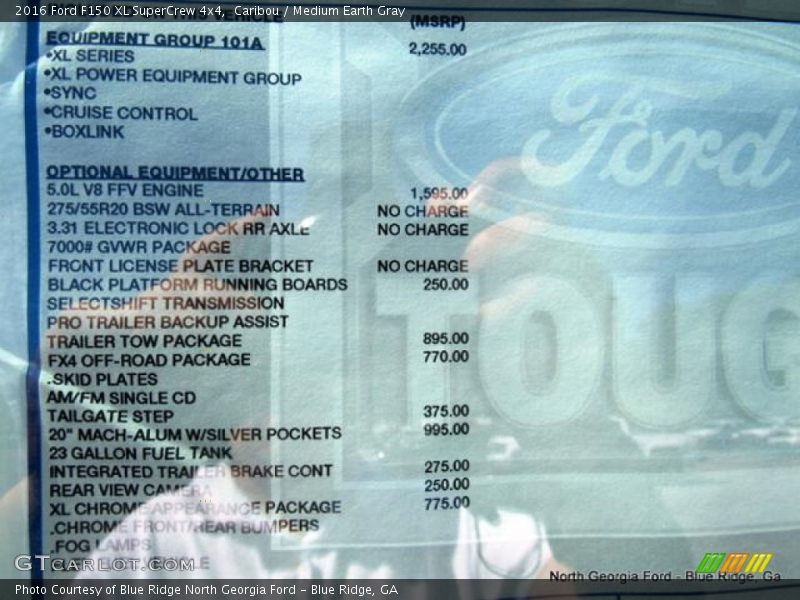 2016 Ford F150 XL SuperCrew 4x4, Caribou / Medium Earth Gray
THIS VEHICLE (MSRP)
EQUIPMENT GROUP 101A 2,255.00
•XL SERIES
•XL POWER EQUIPMENT GROUP
•SYNC
•CRUISE CONTROL
•BOXLINK
Ford
OPTIONAL EQUIPMENT/OTHER
5.0L V8 FFV ENGINE 1,595.00
275/55R20 BSW ALL-TERRAIN NO CHARGE
3.31 ELECTRONIC LOCK RR AXLE NO CHARGE
7000# GVWR PACKAGE
FRONT LICENSE PLATE BRACKET NO CHARGE
BLACK PLATFORM RUNNING BOARDS 250.00
SELECTSHIFT TRANSMISSION
PRO TRAILER BACKUP ASSIST
TRAILER TOW PACKAGE 895.00
FX4 OFF-ROAD PACKAGE 770.00
.SKID PLATES
AM/FM SINGLE CD
TAILGATE STEP 375.00
20" MACH-ALUM W/SILVER POCKETS 995.00
23 GALLON FUEL TANK
INTEGRATED TRAILER BRAKE CONT 275.00
REAR VIEW CAMERA 250.00
XL CHROME APPEARANCE PACKAGE 775.00
.CHROME FRONT/REAR BUMPERS
.FOG LAMPS
TOUG
GTcarlot.com
North Georgia Ford - Blue Ridge, Ga
Photo Courtesy of Blue Ridge North Georgia Ford – Blue Ridge, GA